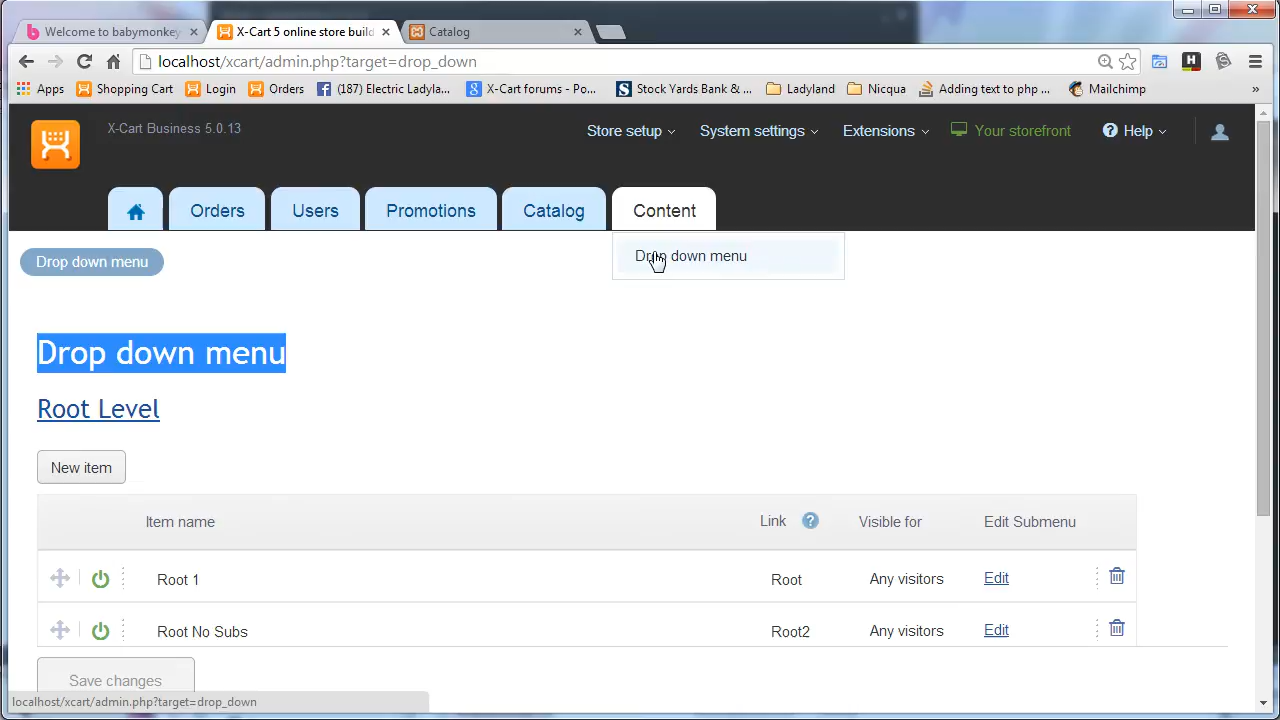 Welcome to babymonkey
X-Cart 5 online store build
Catalog
localhost/xcart/admin.php?target=drop_down
Apps
Shopping Cart
Login
Orders
(187) Electric Ladyla...
X-Cart forums - Po...
Stock Yards Bank & ...
Ladyland
Nicqua
Adding text to php ...
Mailchimp
»
X-Cart Business 5.0.13
Store setup
System settings
Extensions
Your storefront
Help
Orders
Users
Promotions
Catalog
Content
Drop down menu
Drop down menu
Drop down menu
Root Level
New item
Item name
Link
Visible for
Edit Submenu
Root 1
Root
Any visitors
Edit
Root No Subs
Root2
Any visitors
Edit
Save changes
localhost/xcart/admin.php?target=drop_down